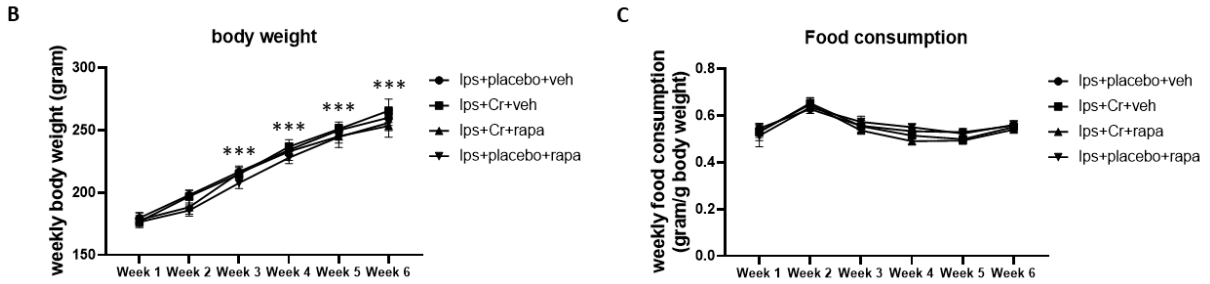 B
body weight
weekly body weight (gram)
300
250
200
150
***
***
***
***
Week 1 Week 2 Week 3 Week 4 Week 5 Week 6
lps+placebo+veh
lps+Cr+veh
lps+Cr+rapa
lps+placebo+rapa
C
Food consumption
weekly food consumption
(gram/g body weight)
0.8
0.6
0.4
0.2
0.0
Week 1 Week 2 Week 3 Week 4 Week 5 Week 6
lps+placebo+veh
lps+Cr+veh
lps+Cr+rapa
lps+placebo+rapa